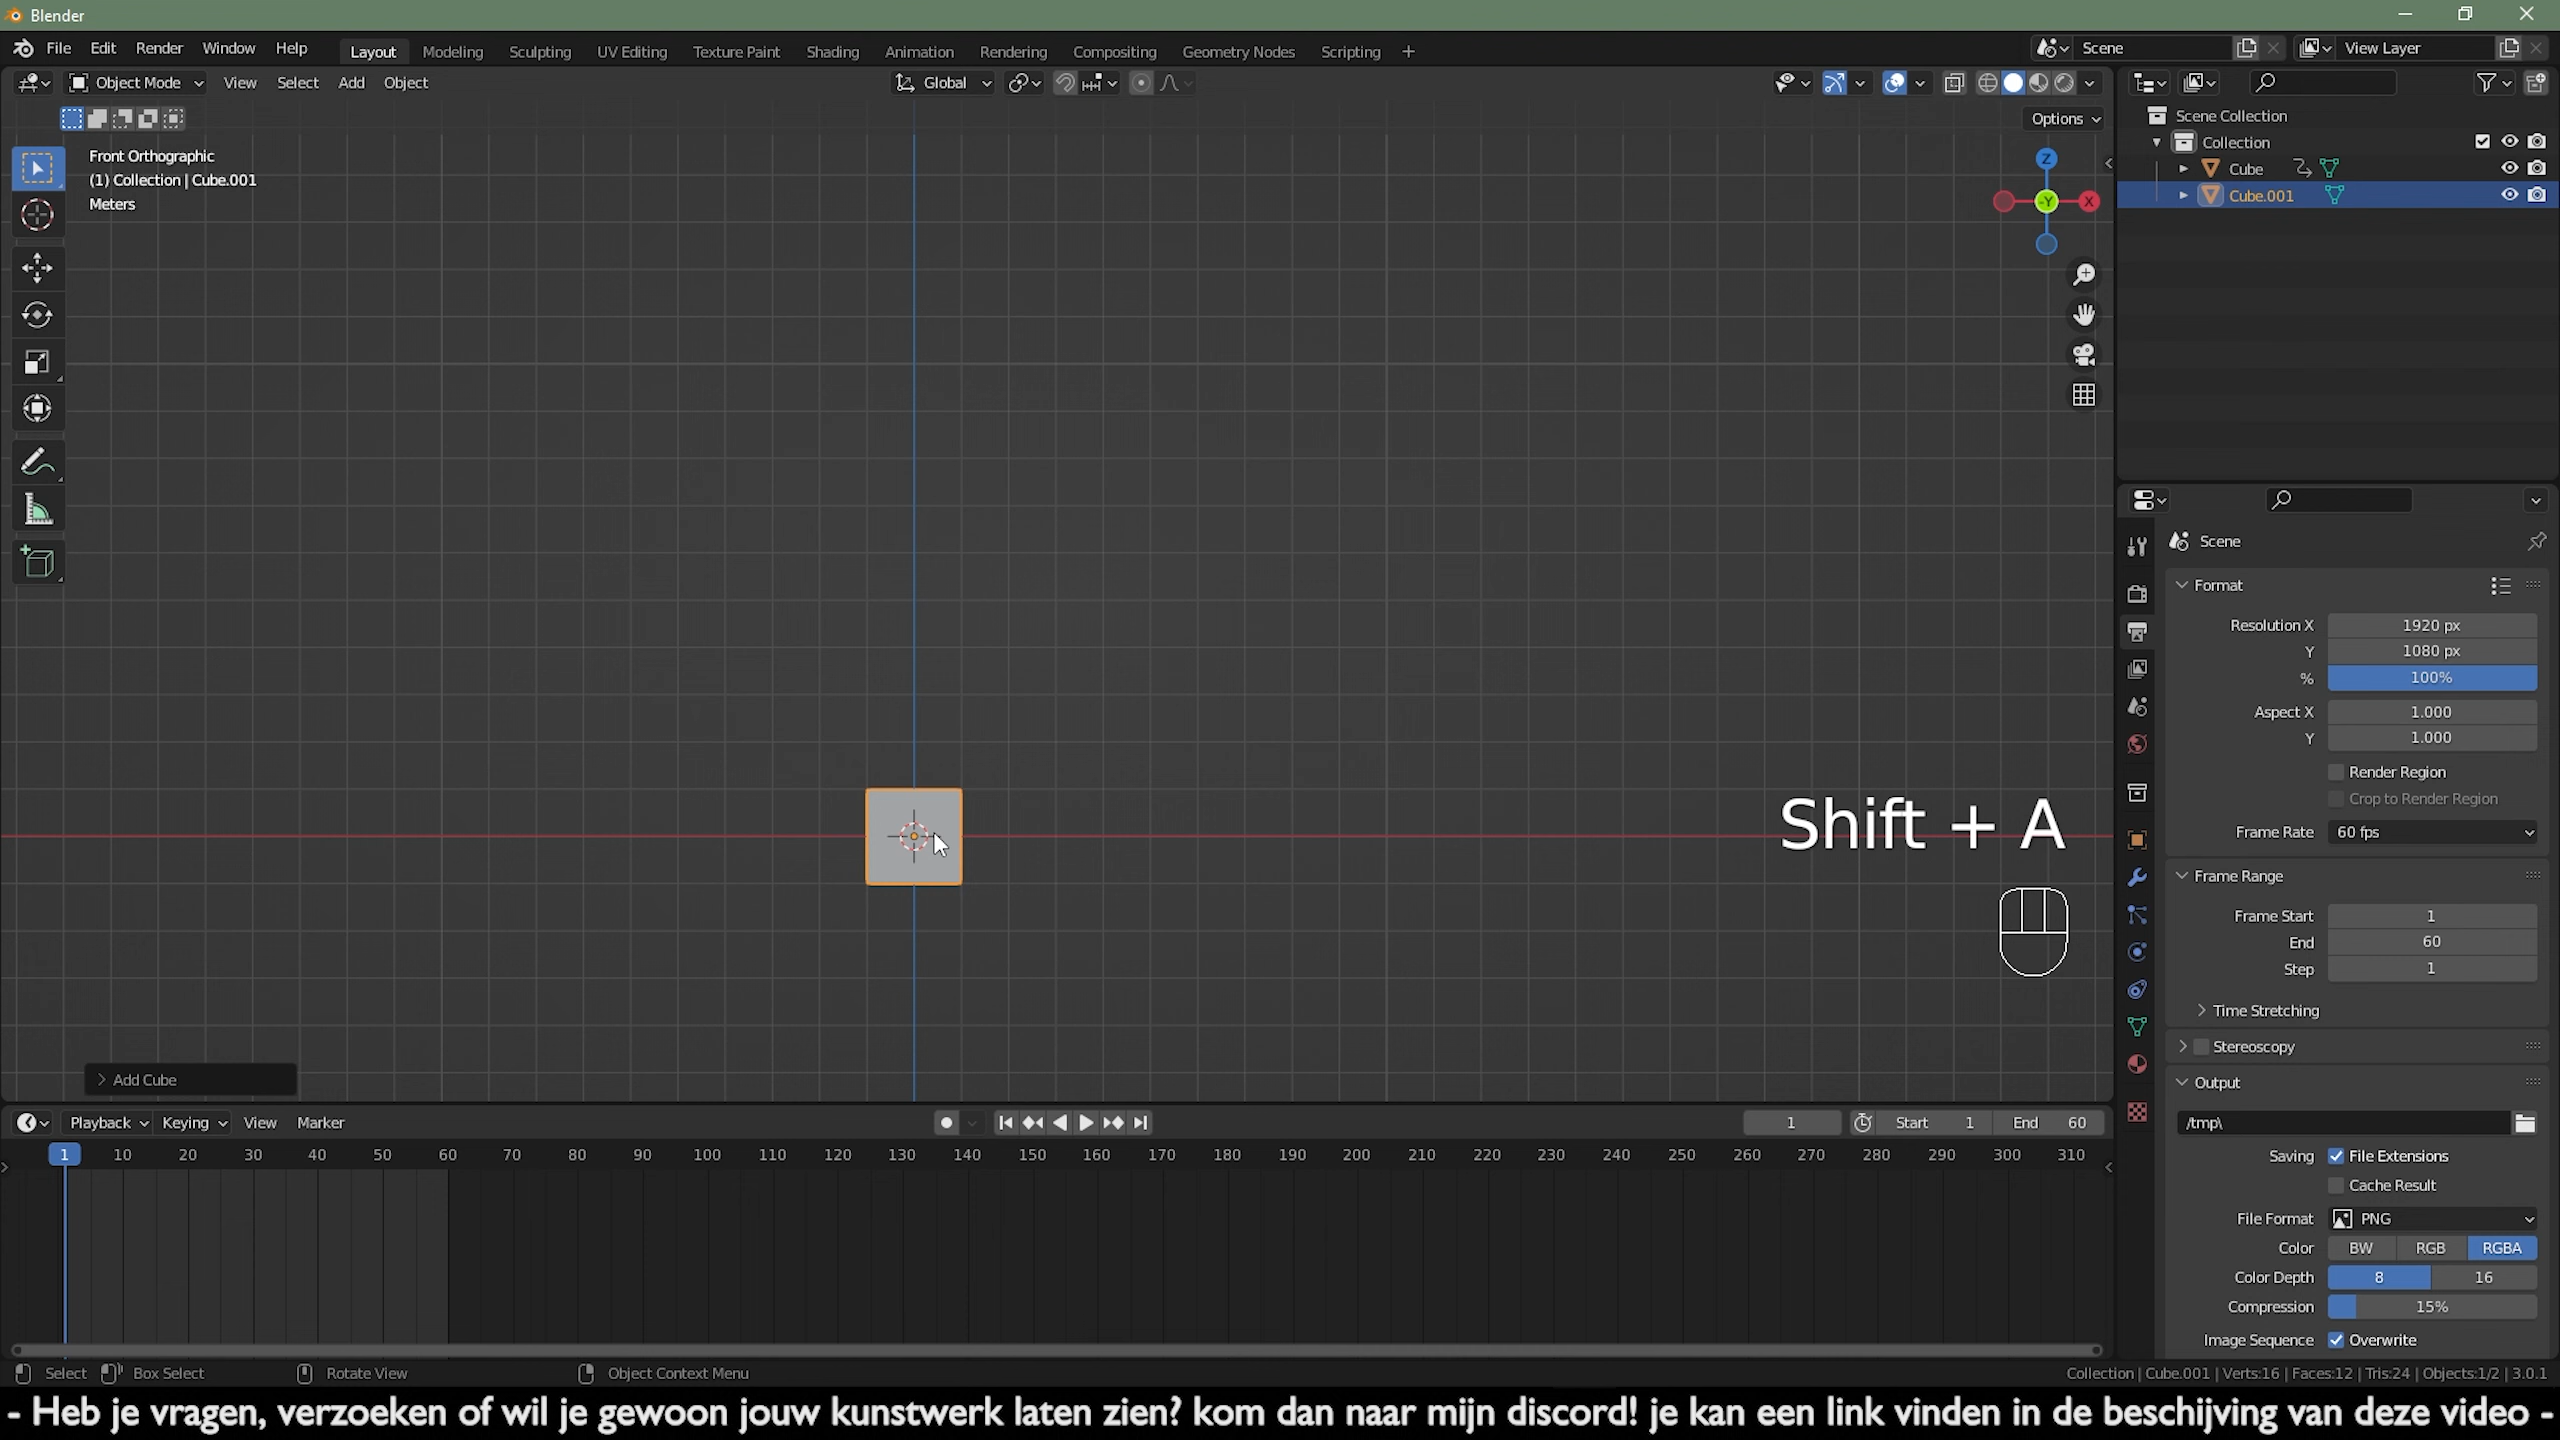 Blender
File Edit Render Window Help Layout Modeling Sculpting UV Editing Texture Paint Shading Animation Rendering Compositing Geometry Nodes Scripting + Scene View Layer
Object Mode View Select Add Object Global
Options
Front Orthographic
(1) Collection | Cube.001
Meters
Z
-Y
X
Shift + A
Add Cube
Scene Collection
Collection
Cube
Cube.001
Scene
Format
Resolution X 1920 px
Y 1080 px
% 100%
Aspect X 1.000
Y 1.000
Render Region
Crop to Render Region
Frame Rate 60 fps
Frame Range
Frame Start 1
End 60
Step 1
Time Stretching
Stereoscopy
Output
/tmp\
Saving File Extensions
Cache Result
File Format PNG
Color BW RGB RGBA
Color Depth 8 16
Compression 15%
Image Sequence Overwrite
Playback Keying View Marker 1 Start 1 End 60
1 10 20 30 40 50 60 70 80 90 100 110 120 130 140 150 160 170 180 190 200 210 220 230 240 250 260 270 280 290 300 310
Select Box Select Rotate View Object Context Menu Collection | Cube.001 | Verts:16 | Faces:12 | Tris:24 | Objects:1/2 | 3.0.1
- Heb je vragen, verzoeken of wil je gewoon jouw kunstwerk laten zien? kom dan naar mijn discord! je kan een link vinden in de beschijving van deze video -